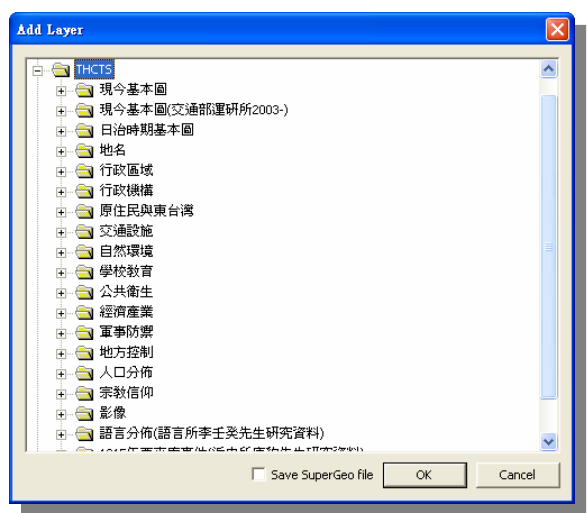 Add Layer
THCTS
現今基本圖
現今基本圖(交通部運研所2003-)
日治時期基本圖
地名
行政區域
行政機構
原住民與東台灣
交通設施
自然環境
學校教育
公共衛生
經濟產業
軍事防禦
地方控制
人口分佈
宗教信仰
影像
語言分佈(語言所李壬癸先生研究資料)
Save SuperGeo file
OK
Cancel